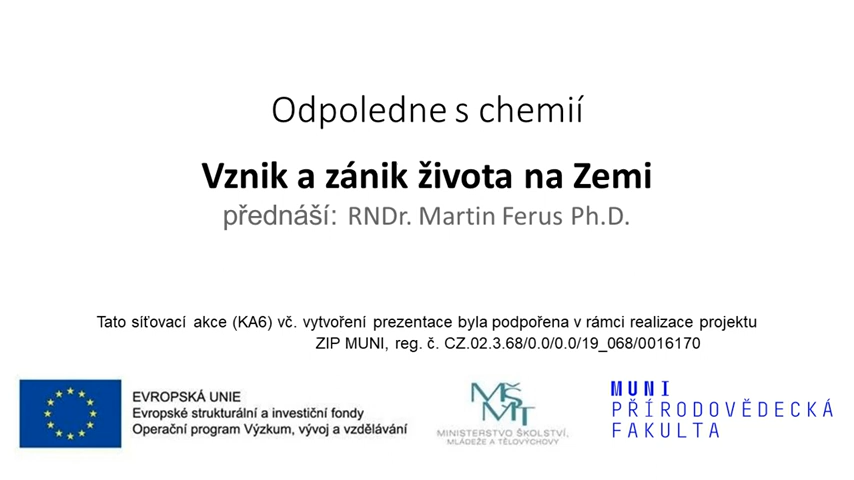 Odpoledne s chemií
Vznik a zánik života na Zemi
přednáší: RNDr. Martin Ferus Ph.D.
Tato síťovací akce (KA6) vč. vytvoření prezentace byla podpořena v rámci realizace projektu
ZIP MUNI, reg. č. CZ.02.3.68/0.0/0.0/19_068/0016170
EVROPSKÁ UNIE
Evropské strukturální a investiční fondy
Operační program Výzkum, vývoj a vzdělávání
MŠMT
MINISTERSTVO ŠKOLSTVÍ,
MLÁDEŽE A TĚLOVÝCHOVY
MUNI
PŘÍRODOVĚDECKÁ
FAKULTA